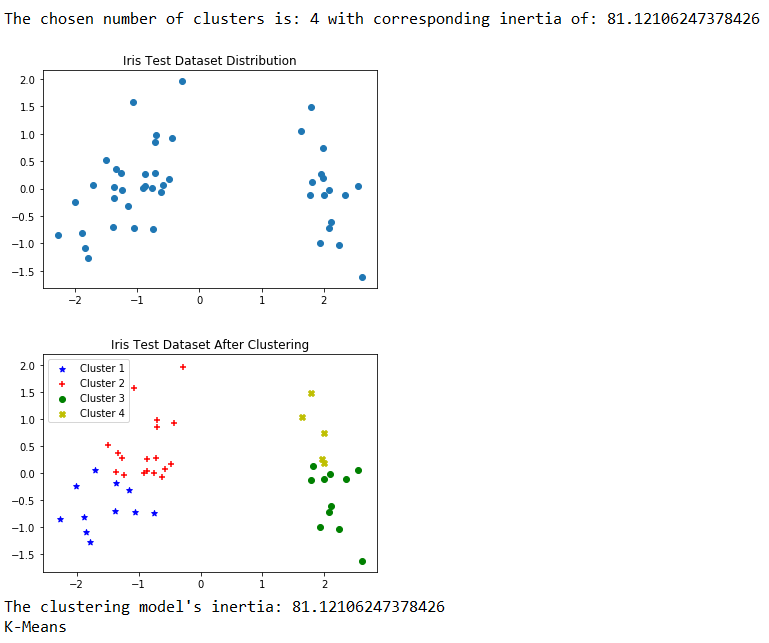 The chosen number of clusters is: 4 with corresponding inertia of: 81.12106247378426
Iris Test Dataset Distribution
2.0
1.5
1.0
0.5
0.0
−0.5
−1.0
−1.5
−2 −1 0 1 2
Iris Test Dataset After Clustering
Cluster 1
Cluster 2
Cluster 3
Cluster 4
2.0
1.5
1.0
0.5
0.0
−0.5
−1.0
−1.5
−2 −1 0 1 2
The clustering model's inertia: 81.12106247378426
K-Means